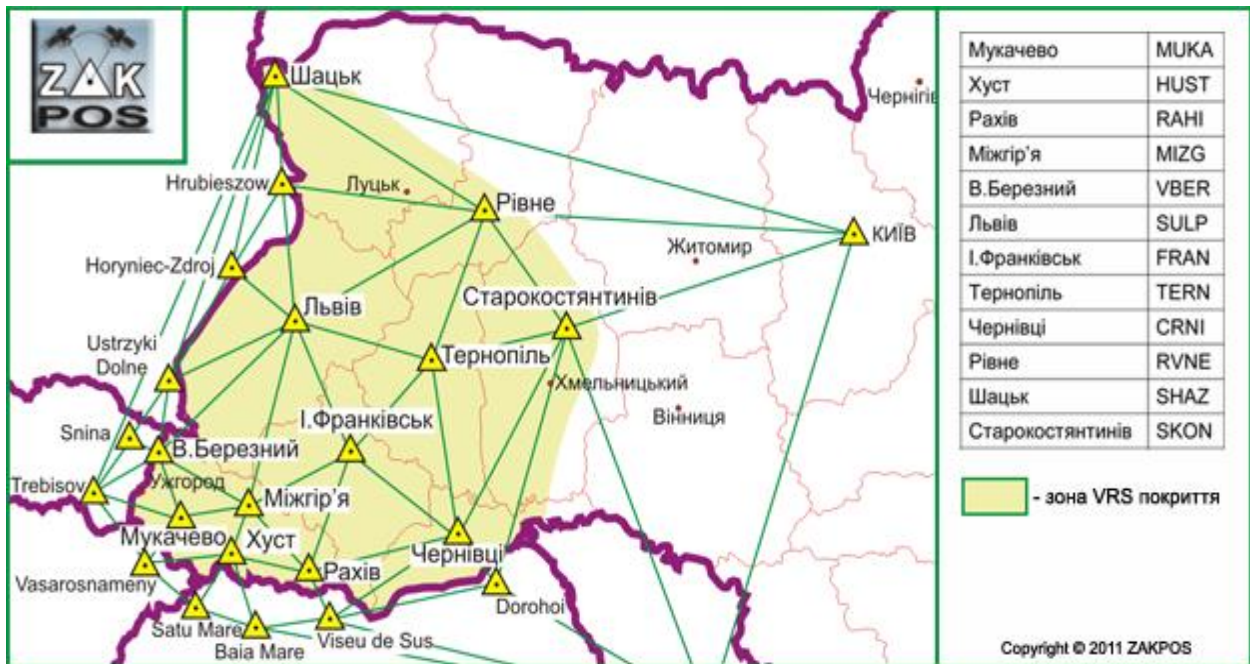 ZAK
POS
Шацьк
Чернігів
Hrubieszow
Луцьк
Рівне
КИЇВ
Житомир
Horyniec-Zdroj
Львів
Старокостянтинів
Ustrzyki
Dolne
Тернопіль
Хмельницький
Вінниця
І.Франківськ
Snina
В.Березний
Ужгород
Trebisov
Міжгір'я
Мукачево
Хуст
Чернівці
Рахів
Vasarosnameny
Dorohoi
Satu Mare
Viseu de Sus
Baia Mare
Мукачево MUKA
Хуст HUST
Рахів RAHI
Міжгір'я MIZG
В.Березний VBER
Львів SULP
І.Франківськ FRAN
Тернопіль TERN
Чернівці CRNI
Рівне RVNE
Шацьк SHAZ
Старокостянтинів SKON
- зона VRS покриття
Copyright © 2011 ZAKPOS